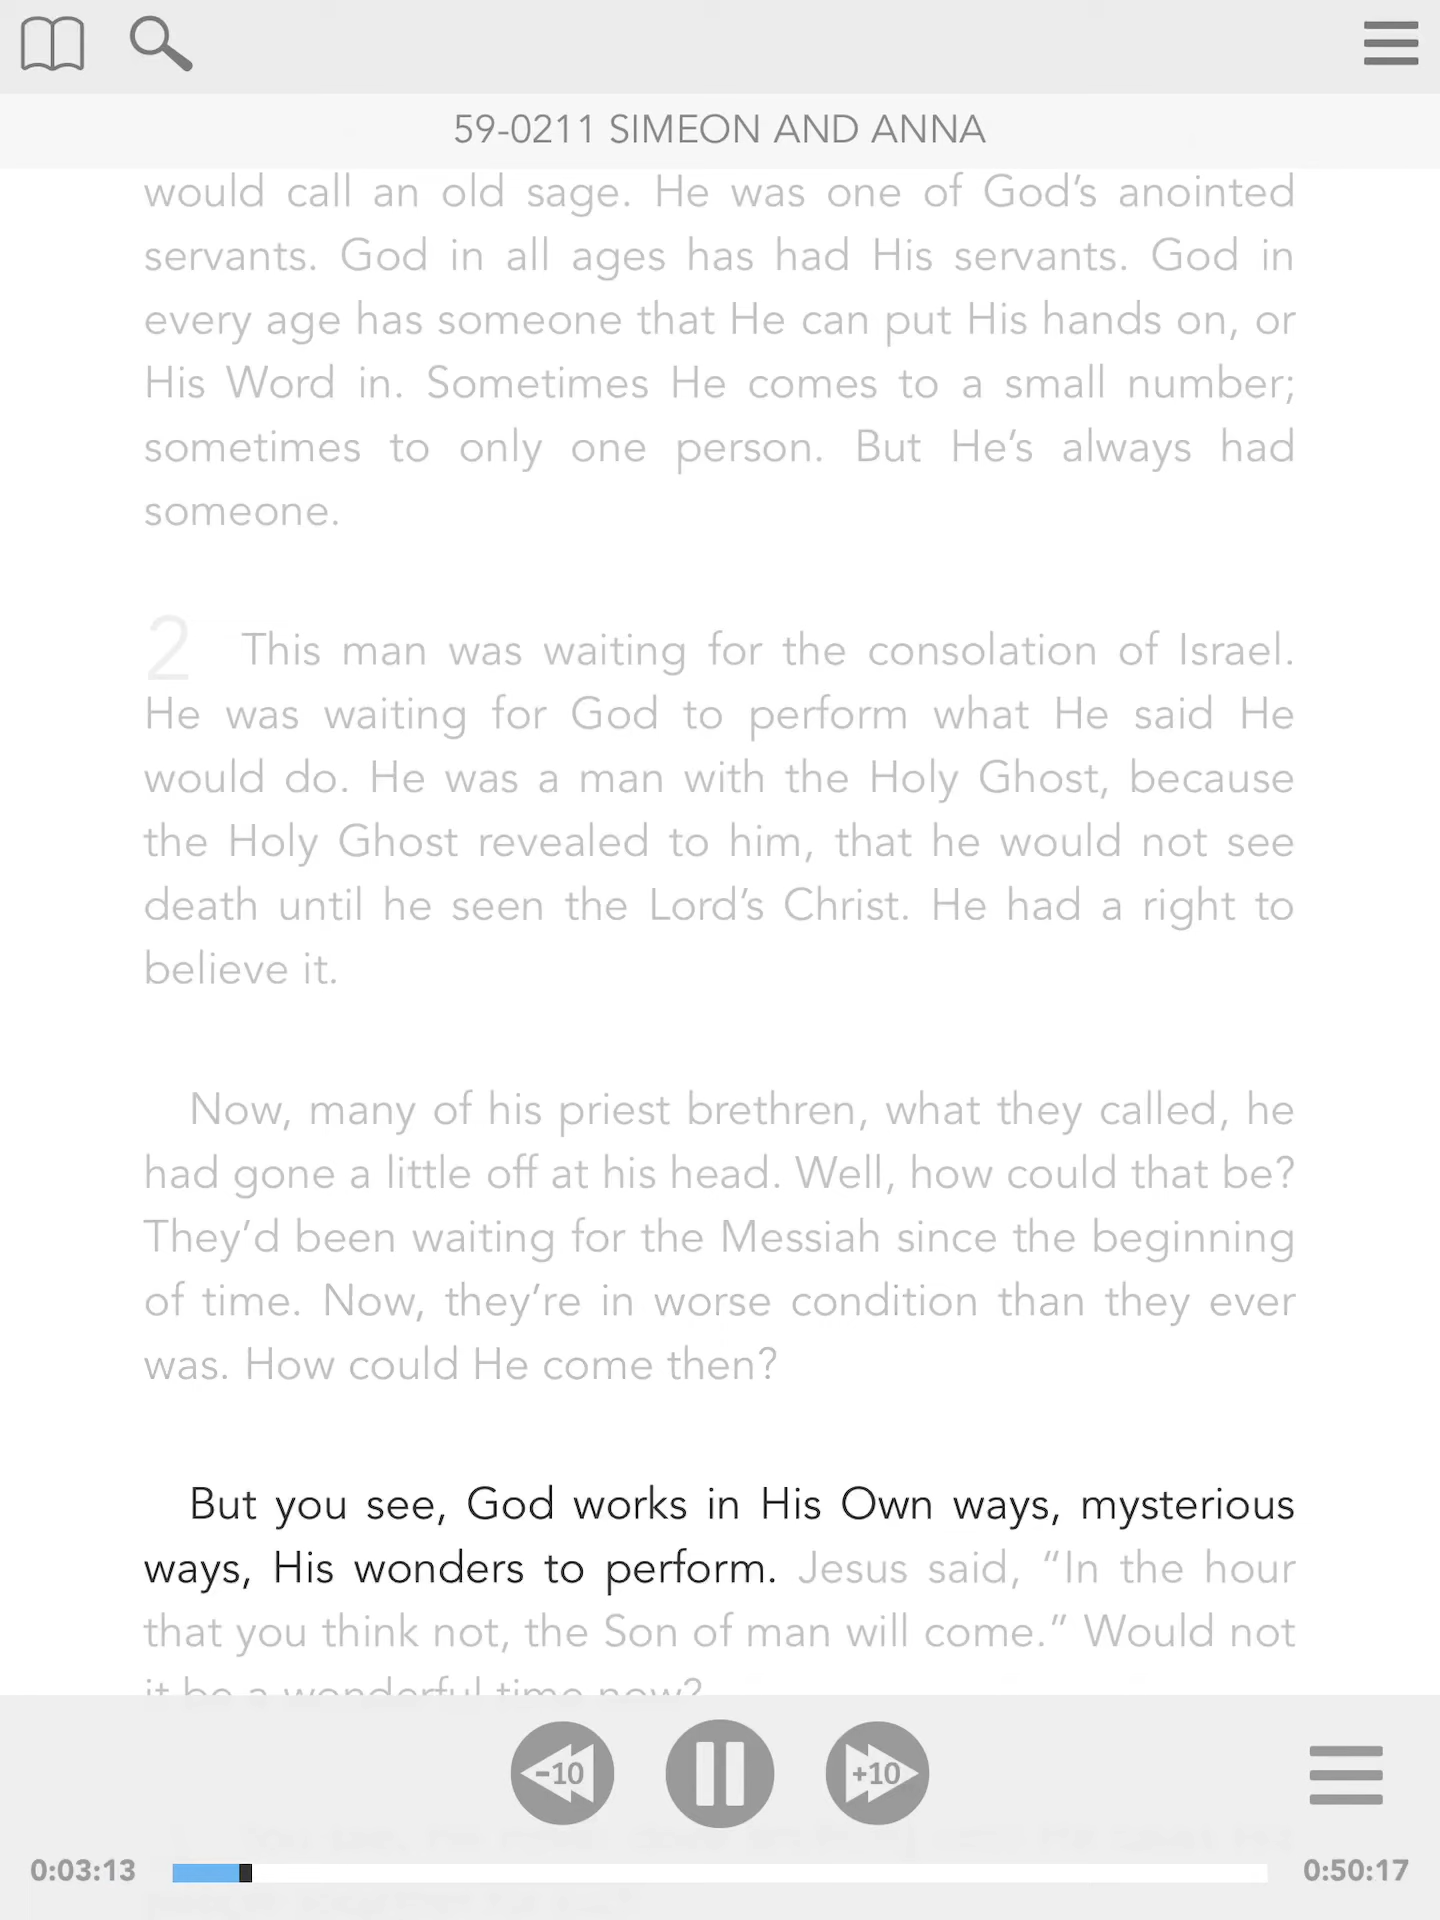 59-0211 SIMEON AND ANNA
would call an old sage. He was one of God’s anointed
servants. God in all ages has had His servants. God in
every age has someone that He can put His hands on, or
His Word in. Sometimes He comes to a small number;
sometimes to only one person. But He’s always had
someone.
2 This man was waiting for the consolation of Israel.
He was waiting for God to perform what He said He
would do. He was a man with the Holy Ghost, because
the Holy Ghost revealed to him, that he would not see
death until he seen the Lord’s Christ. He had a right to
believe it.
Now, many of his priest brethren, what they called, he
had gone a little off at his head. Well, how could that be?
They’d been waiting for the Messiah since the beginning
of time. Now, they’re in worse condition than they ever
was. How could He come then?
But you see, God works in His Own ways, mysterious
ways, His wonders to perform. Jesus said, “In the hour
that you think not, the Son of man will come.” Would not
it be a wonderful time now?
-10 +10
0:03:13 0:50:17